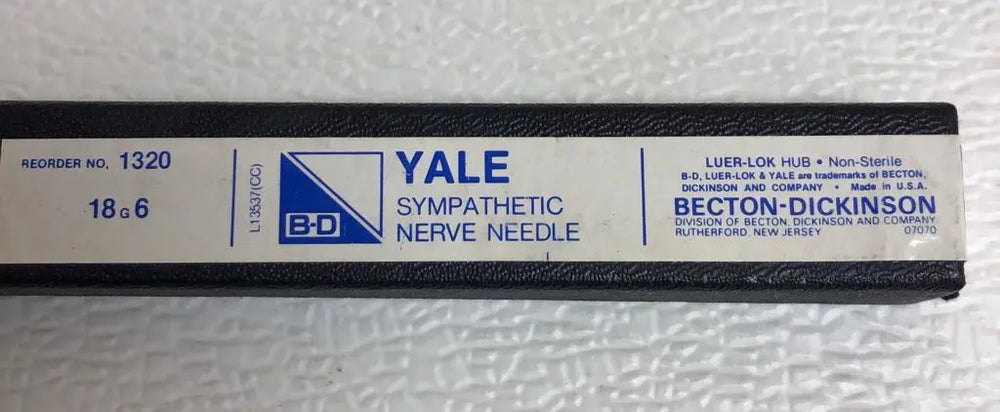 REORDER NO. 1320
18 G 6
L13537(CC)
B-D
YALE
SYMPATHETIC
NERVE NEEDLE
LUER-LOK HUB • Non-Sterile
B-D, LUER-LOK & YALE are trademarks of BECTON,
DICKINSON AND COMPANY • Made in U.S.A.
BECTON-DICKINSON
DIVISION OF BECTON, DICKINSON AND COMPANY
RUTHERFORD, NEW JERSEY 07070